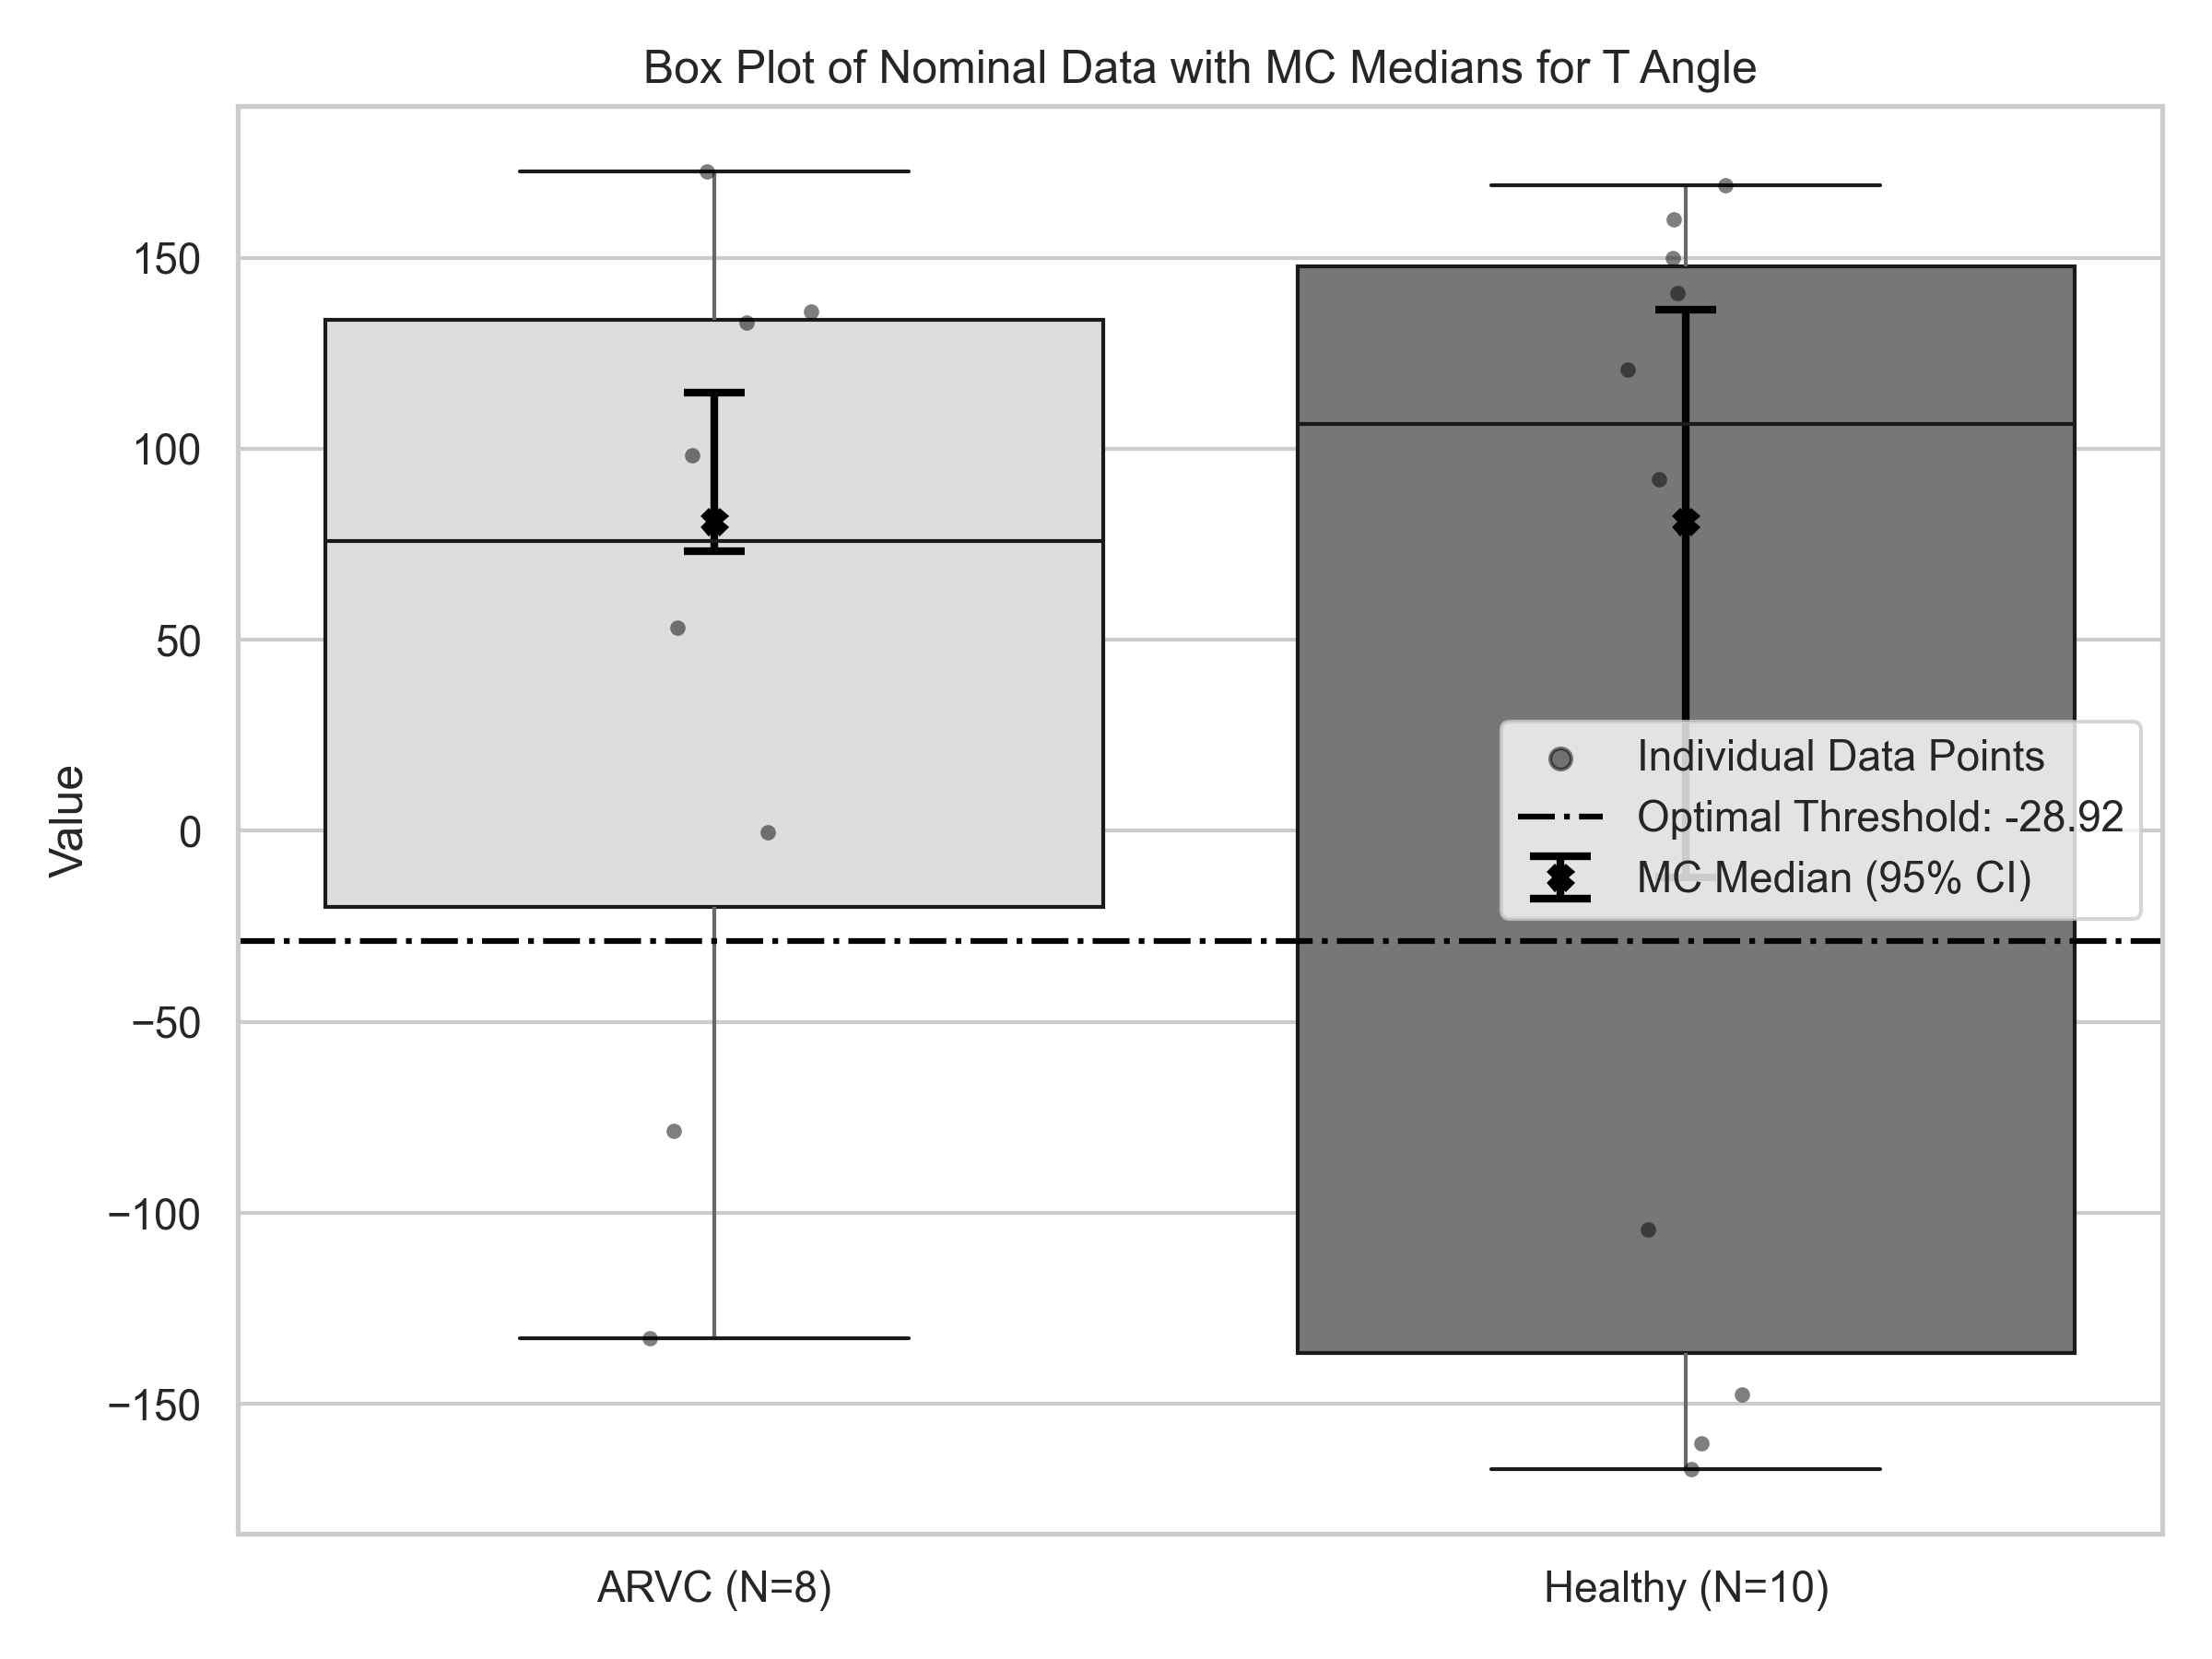 Box Plot of Nominal Data with MC Medians for T Angle
Value
150
100
50
0
−50
−100
−150
Individual Data Points
Optimal Threshold: -28.92
MC Median (95% CI)
ARVC (N=8)
Healthy (N=10)